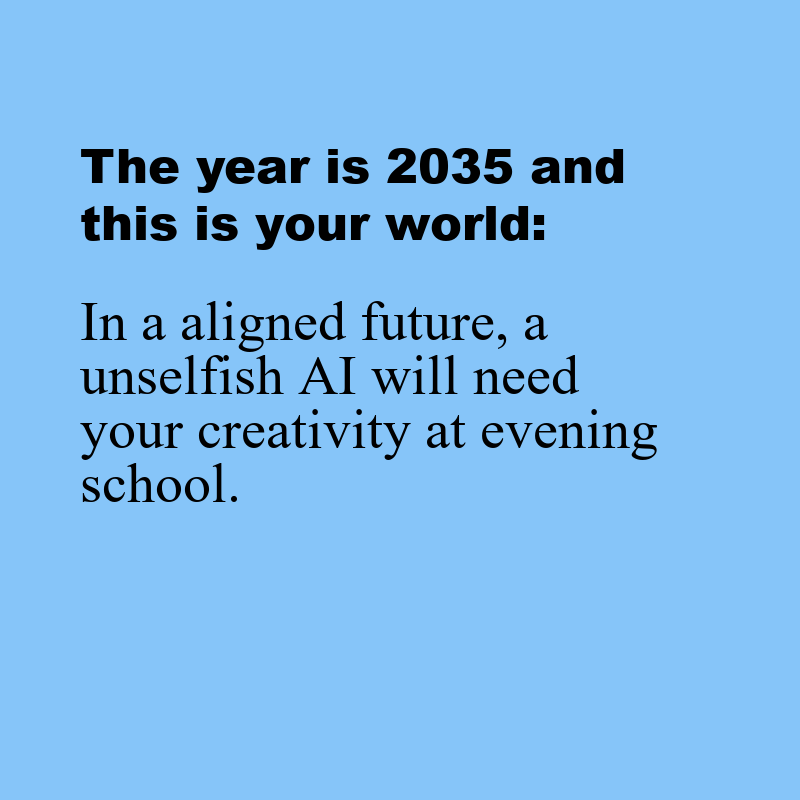 The year is 2035 and
this is your world:
In a aligned future, a
unselfish AI will need
your creativity at evening
school.